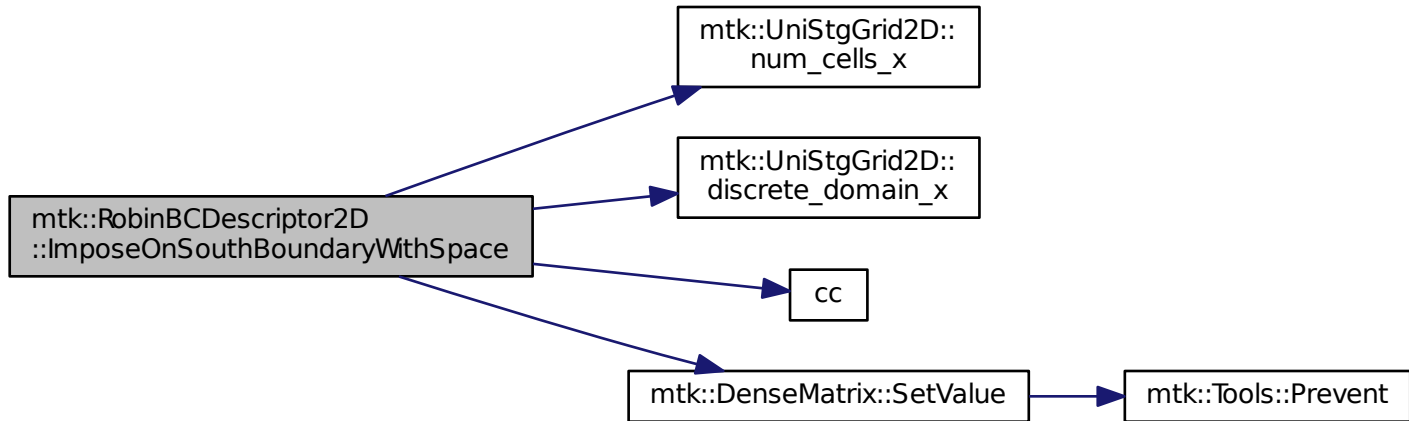 mtk::UniStgGrid2D::
num_cells_x
mtk::UniStgGrid2D::
discrete_domain_x
mtk::RobinBCDescriptor2D
::ImposeOnSouthBoundaryWithSpace
cc
mtk::DenseMatrix::SetValue
mtk::Tools::Prevent